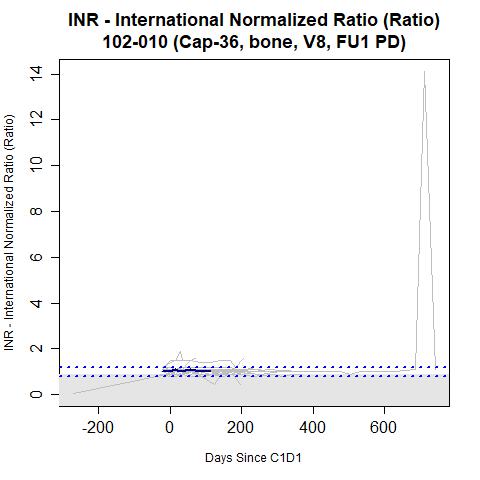 INR - International Normalized Ratio (Ratio)
102-010 (Cap-36, bone, V8, FU1 PD)
INR - International Normalized Ratio (Ratio)
14
12
10
8
6
4
2
0
-200 0 200 400 600
Days Since C1D1